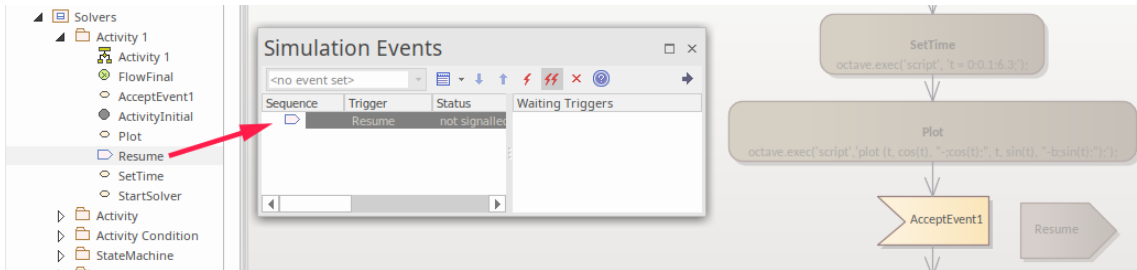 Solvers
Activity 1
Activity 1
FlowFinal
AcceptEvent1
ActivityInitial
Plot
Resume
SetTime
StartSolver
Activity
Activity Condition
StateMachine
Simulation Events
<no event set>
Sequence Trigger Status Waiting Triggers
Resume not signalled
SetTime
octave.exec('script', 't = 0:0.1:6.3;');
Plot
octave.exec('script','plot (t, cos(t), "-;cos(t);", t, sin(t), "-b;sin(t);");');
AcceptEvent1
Resume